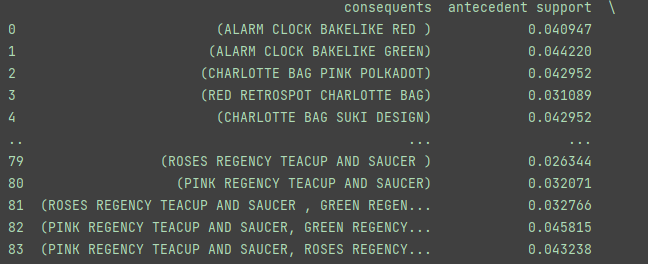 consequents antecedent support \
0 (ALARM CLOCK BAKELIKE RED ) 0.040947
1 (ALARM CLOCK BAKELIKE GREEN) 0.044220
2 (CHARLOTTE BAG PINK POLKADOT) 0.042952
3 (RED RETROSPOT CHARLOTTE BAG) 0.031089
4 (CHARLOTTE BAG SUKI DESIGN) 0.042952
.. ... ...
79 (ROSES REGENCY TEACUP AND SAUCER ) 0.026344
80 (PINK REGENCY TEACUP AND SAUCER) 0.032071
81 (ROSES REGENCY TEACUP AND SAUCER , GREEN REGEN... 0.032766
82 (PINK REGENCY TEACUP AND SAUCER, GREEN REGENCY... 0.045815
83 (PINK REGENCY TEACUP AND SAUCER, ROSES REGENCY... 0.043238